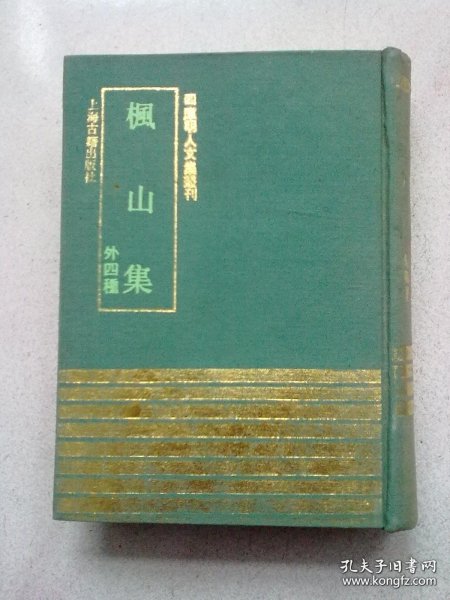 四庫明人文集叢刊
楓山集
外四種
上海古籍出版社
孔夫子旧书网
www.kongfz.com